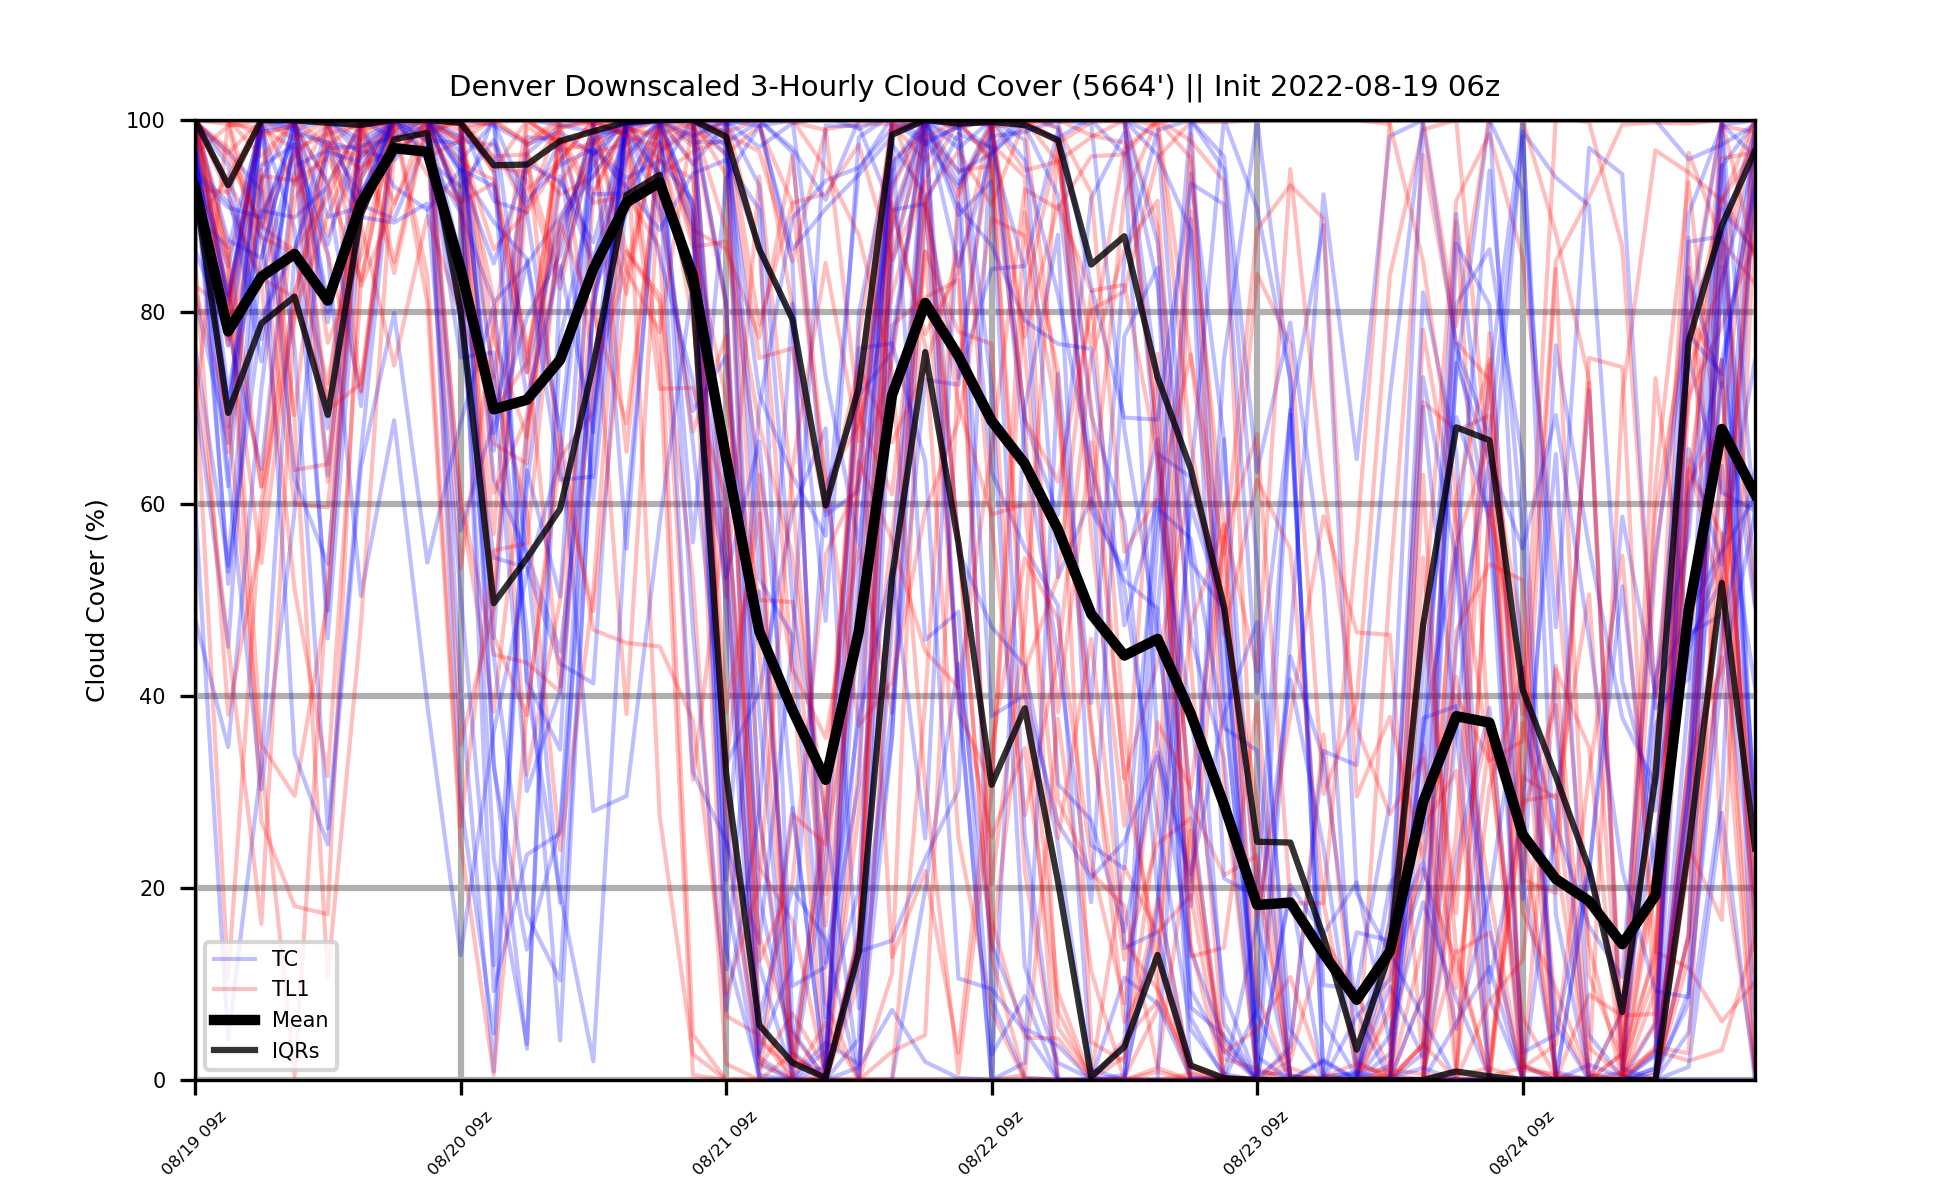 Denver Downscaled 3-Hourly Cloud Cover (5664') || Init 2022-08-19 06z
Cloud Cover (%)
100
80
60
40
20
0
TC
TL1
Mean
IQRs
08/19 09z
08/20 09z
08/21 09z
08/22 09z
08/23 09z
08/24 09z